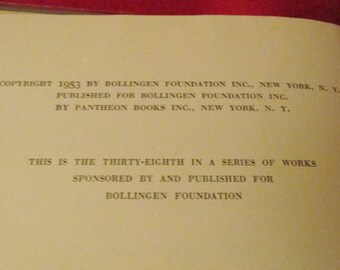 COPYRIGHT 1953 BY BOLLINGEN FOUNDATION INC., NEW YORK, N. Y.
PUBLISHED FOR BOLLINGEN FOUNDATION INC.
BY PANTHEON BOOKS INC., NEW YORK, N. Y.
THIS IS THE THIRTY-EIGHTH IN A SERIES OF WORKS
SPONSORED BY AND PUBLISHED FOR
BOLLINGEN FOUNDATION